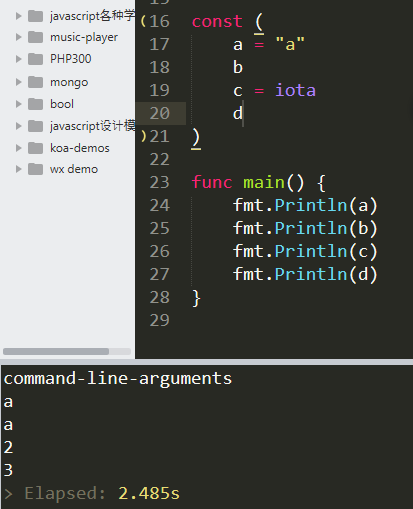 javascript各种学
music-player
PHP300
mongo
bool
javascript设计模
koa-demos
wx demo
16 const (
17     a = "a"
18     b
19     c = iota
20     d
21 )
22
23 func main() {
24     fmt.Println(a)
25     fmt.Println(b)
26     fmt.Println(c)
27     fmt.Println(d)
28 }
29
command-line-arguments
a
a
2
3
> Elapsed: 2.485s